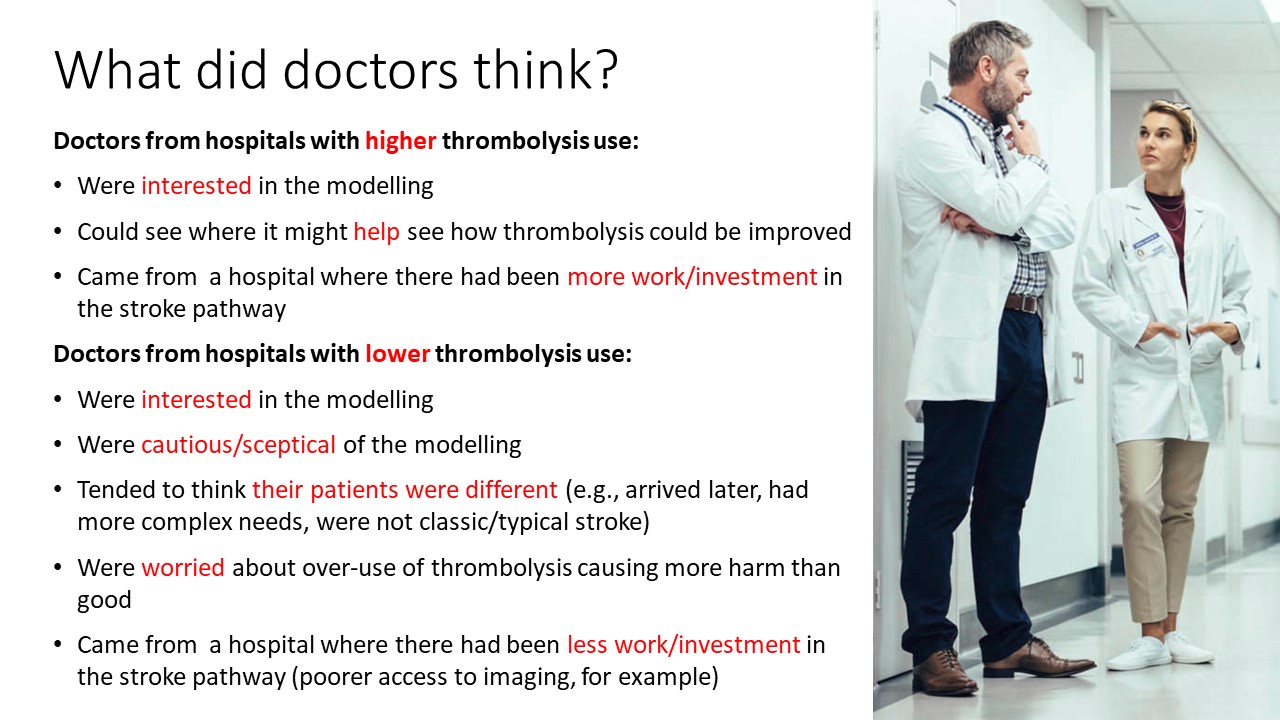 What did doctors think?
Doctors from hospitals with higher thrombolysis use:
• Were interested in the modelling
• Could see where it might help see how thrombolysis could be improved
• Came from  a hospital where there had been more work/investment in
the stroke pathway
Doctors from hospitals with lower thrombolysis use:
• Were interested in the modelling
• Were cautious/sceptical of the modelling
• Tended to think their patients were different (e.g., arrived later, had
more complex needs, were not classic/typical stroke)
• Were worried about over-use of thrombolysis causing more harm than
good
• Came from  a hospital where there had been less work/investment in
the stroke pathway (poorer access to imaging, for example)